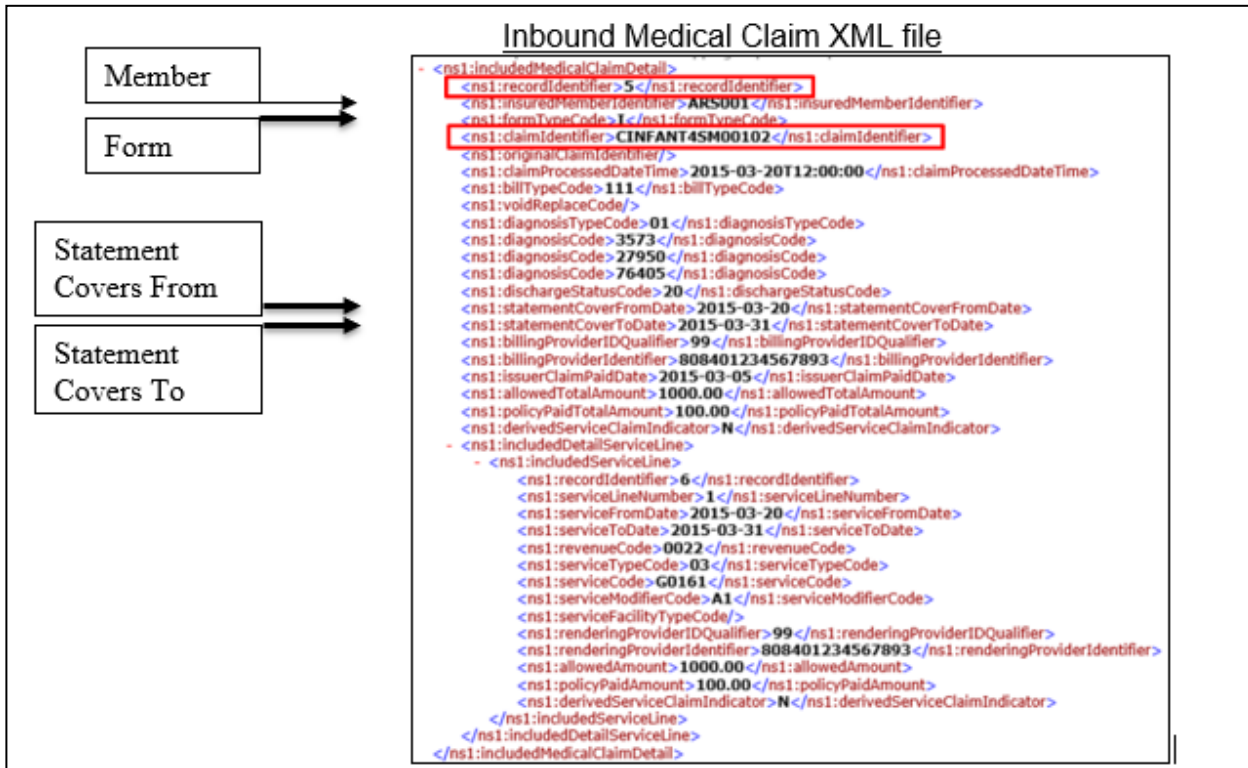 Inbound Medical Claim XML file
Member
Form
Statement
Covers From
Statement
Covers To
- <ns1:includedMedicalClaimDetail>
<ns1:recordIdentifier>5</ns1:recordIdentifier>
<ns1:insuredMemberIdentifier>ARS001</ns1:insuredMemberIdentifier>
<ns1:formTypeCode>I</ns1:formTypeCode>
<ns1:claimIdentifier>CINFANT4SM00102</ns1:claimIdentifier>
<ns1:originalClaimIdentifier/>
<ns1:claimProcessedDateTime>2015-03-20T12:00:00</ns1:claimProcessedDateTime>
<ns1:billTypeCode>111</ns1:billTypeCode>
<ns1:voidReplaceCode/>
<ns1:diagnosisTypeCode>01</ns1:diagnosisTypeCode>
<ns1:diagnosisCode>3573</ns1:diagnosisCode>
<ns1:diagnosisCode>27950</ns1:diagnosisCode>
<ns1:diagnosisCode>76405</ns1:diagnosisCode>
<ns1:dischargeStatusCode>20</ns1:dischargeStatusCode>
<ns1:statementCoverFromDate>2015-03-20</ns1:statementCoverFromDate>
<ns1:statementCoverToDate>2015-03-31</ns1:statementCoverToDate>
<ns1:billingProviderIDQualifier>99</ns1:billingProviderIDQualifier>
<ns1:billingProviderIdentifier>808401234567893</ns1:billingProviderIdentifier>
<ns1:issuerClaimPaidDate>2015-03-05</ns1:issuerClaimPaidDate>
<ns1:allowedTotalAmount>1000.00</ns1:allowedTotalAmount>
<ns1:policyPaidTotalAmount>100.00</ns1:policyPaidTotalAmount>
<ns1:derivedServiceClaimIndicator>N</ns1:derivedServiceClaimIndicator>
- <ns1:includedDetailServiceLine>
- <ns1:includedServiceLine>
<ns1:recordIdentifier>6</ns1:recordIdentifier>
<ns1:serviceLineNumber>1</ns1:serviceLineNumber>
<ns1:serviceFromDate>2015-03-20</ns1:serviceFromDate>
<ns1:serviceToDate>2015-03-31</ns1:serviceToDate>
<ns1:revenueCode>0022</ns1:revenueCode>
<ns1:serviceTypeCode>03</ns1:serviceTypeCode>
<ns1:serviceCode>G0161</ns1:serviceCode>
<ns1:serviceModifierCode>A1</ns1:serviceModifierCode>
<ns1:serviceFacilityTypeCode/>
<ns1:renderingProviderIDQualifier>99</ns1:renderingProviderIDQualifier>
<ns1:renderingProviderIdentifier>808401234567893</ns1:renderingProviderIdentifier>
<ns1:allowedAmount>1000.00</ns1:allowedAmount>
<ns1:policyPaidAmount>100.00</ns1:policyPaidAmount>
<ns1:derivedServiceClaimIndicator>N</ns1:derivedServiceClaimIndicator>
</ns1:includedServiceLine>
</ns1:includedDetailServiceLine>
</ns1:includedMedicalClaimDetail>